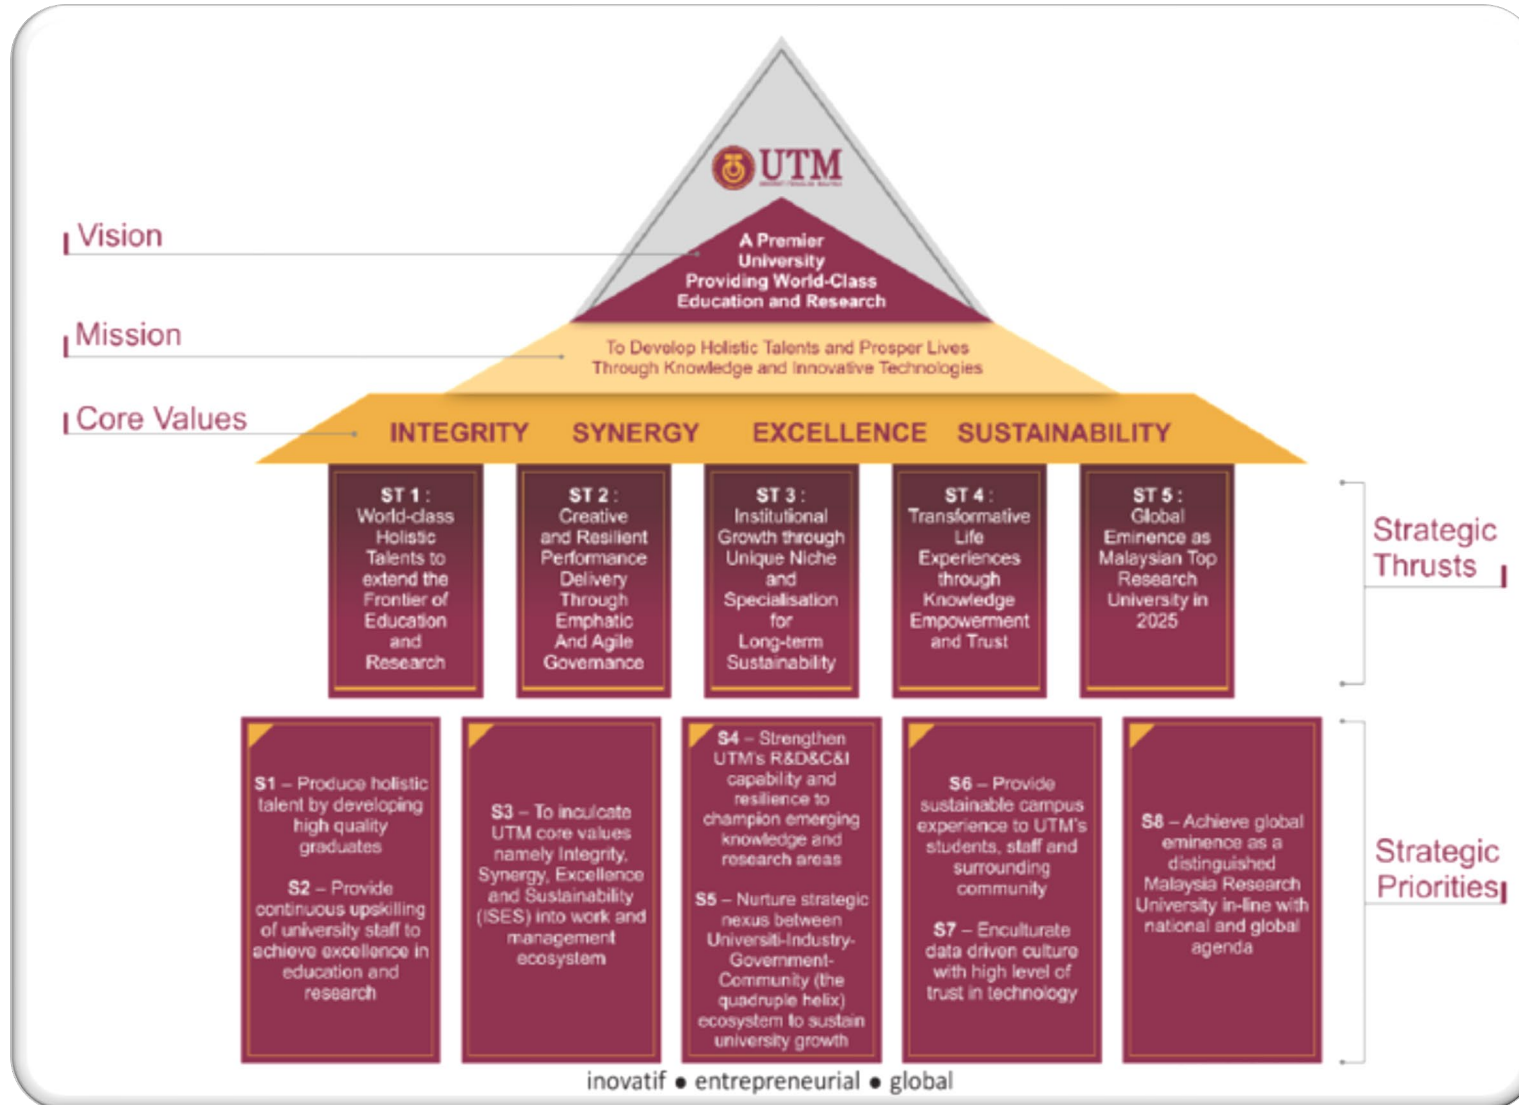 UTM
UNIVERSITI TEKNOLOGI MALAYSIA
Vision
A Premier
University
Providing World-Class
Education and Research
Mission
To Develop Holistic Talents and Prosper Lives
Through Knowledge and Innovative Technologies
Core Values
INTEGRITY SYNERGY EXCELLENCE SUSTAINABILITY
ST 1 :
World-class
Holistic
Talents to
extend the
Frontier of
Education
and
Research
ST 2 :
Creative
and Resilient
Performance
Delivery
Through
Emphatic
And Agile
Governance
ST 3 :
Institutional
Growth through
Unique Niche
and
Specialisation
for
Long-term
Sustainability
ST 4 :
Transformative
Life
Experiences
through
Knowledge
Empowerment
and Trust
ST 5 :
Global
Eminence as
Malaysian Top
Research
University in
2025
Strategic
Thrusts
S1 – Produce holistic
talent by developing
high quality
graduates
S2 – Provide
continuous upskilling
of university staff to
achieve excellence in
education and
research
S3 – To inculcate
UTM core values
namely Integrity,
Synergy, Excellence
and Sustainability
(ISES) into work and
management
ecosystem
S4 – Strengthen
UTM's R&D&C&I
capability and
resilience to
champion emerging
knowledge and
research areas
S5 – Nurture strategic
nexus between
Universiti-Industry-
Government-
Community (the
quadruple helix)
ecosystem to sustain
university growth
S6 – Provide
sustainable campus
experience to UTM's
students, staff and
surrounding
community
S7 – Enculturate
data driven culture
with high level of
trust in technology
S8 – Achieve global
eminence as a
distinguished
Malaysia Research
University in-line with
national and global
agenda
Strategic
Priorities
inovatif ● entrepreneurial ● global